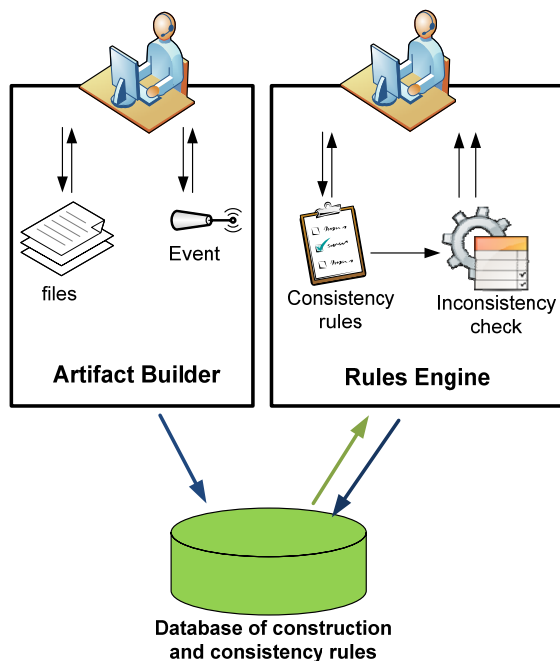 files
Event
Artifact Builder
Consistency
rules
Inconsistency
check
Rules Engine
Database of construction
and consistency rules